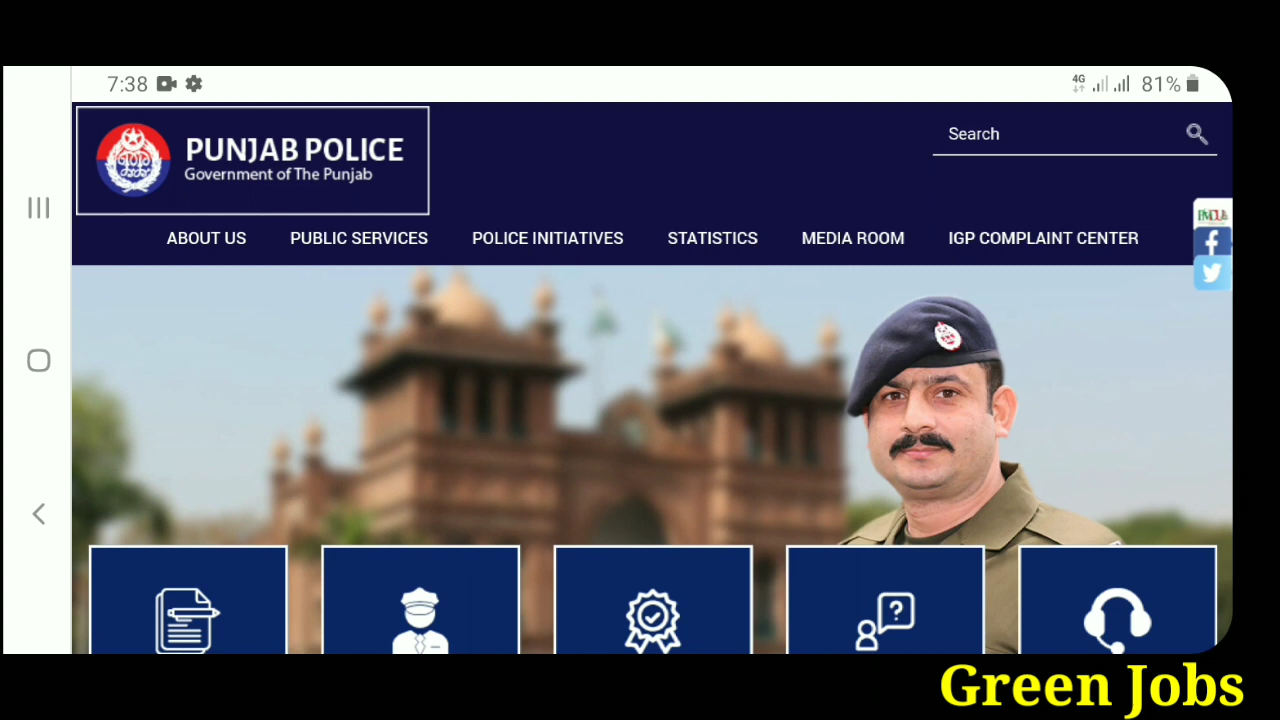 7:38
4G
81%
PUNJAB POLICE
Government of The Punjab
Search
ABOUT US
PUBLIC SERVICES
POLICE INITIATIVES
STATISTICS
MEDIA ROOM
IGP COMPLAINT CENTER
?
Green Jobs